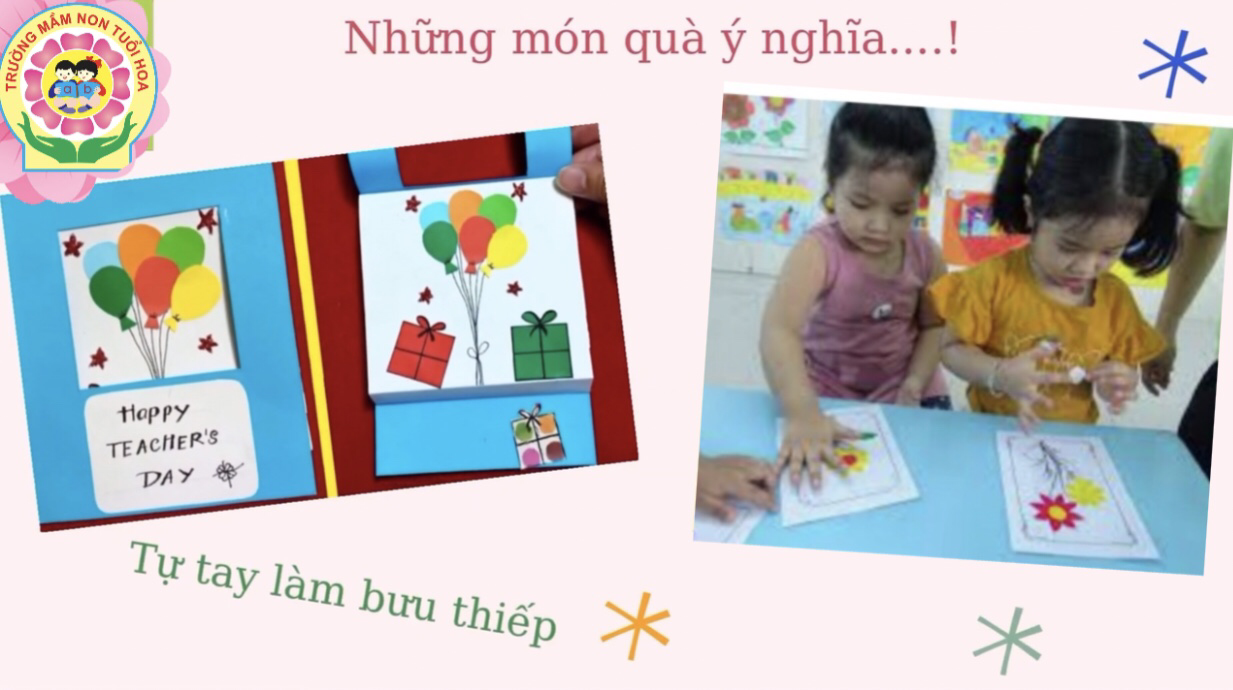 TRƯỜNG MẦM NON TUỔI HOA
a b
Những món quà ý nghĩa....!
Happy
TEACHER'S
DAY
Tự tay làm bưu thiếp